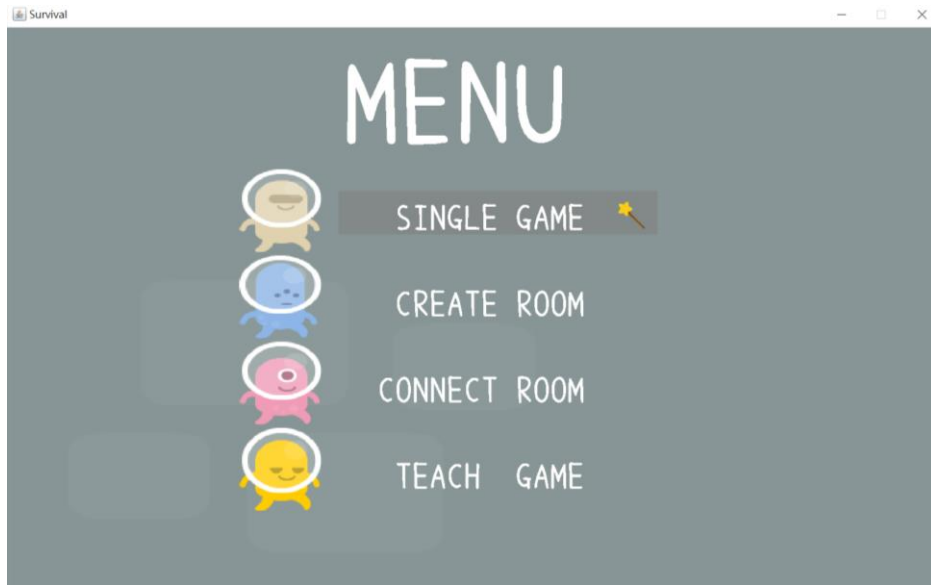 Survival
MENU
SINGLE GAME
CREATE ROOM
CONNECT ROOM
TEACH GAME